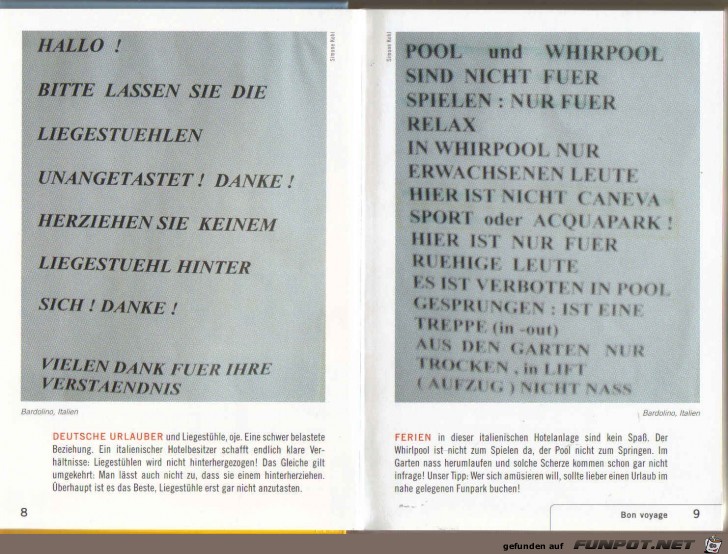 HALLO !
BITTE LASSEN SIE DIE
LIEGESTUEHLEN
UNANGETASTET ! DANKE !
HERZIEHEN SIE KEINEM
LIEGESTUEHL HINTER
SICH ! DANKE !
VIELEN DANK FUER IHRE
VERSTAENDNIS
Simone Kohl
Bardolino, Italien
DEUTSCHE URLAUBER und Liegestühle, oje. Eine schwer belastete
Beziehung. Ein italienischer Hotelbesitzer schafft endlich klare Ver-
hältnisse: Liegestühlen wird nicht hinterhergezogen! Das Gleiche gilt
umgekehrt: Man lässt auch nicht zu, dass sie einem hinterherziehen.
Überhaupt ist es das Beste, Liegestühle erst gar nicht anzutasten.
8
Simone Kohl
POOL und WHIRPOOL
SIND NICHT FUER
SPIELEN : NUR FUER
RELAX
IN WHIRPOOL NUR
ERWACHSENEN LEUTE
HIER IST NICHT CANEVA
SPORT oder ACQUAPARK !
HIER IST NUR FUER
RUEHIGE LEUTE
ES IST VERBOTEN IN POOL
GESPRUNGEN : IST EINE
TREPPE (in -out)
AUS DEN GARTEN NUR
TROCKEN , in LIFT
( AUFZUG ) NICHT NASS
Bardolino, Italien
FERIEN in dieser italienischen Hotelanlage sind kein Spaß. Der
Whirlpool ist nicht zum Spielen da, der Pool nicht zum Springen. Im
Garten nass herumlaufen und solche Scherze kommen schon gar nicht
infrage! Unser Tipp: Wer sich amüsieren will, sollte lieber einen Urlaub im
nahe gelegenen Funpark buchen!
Bon voyage 9
gefunden auf FUNPOT.NET